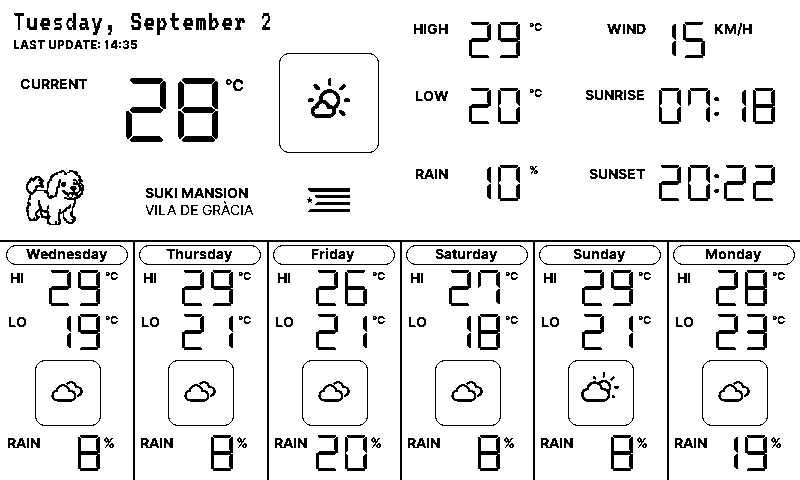 Tuesday, September 2
LAST UPDATE: 14:35
CURRENT 28 °C
SUKI MANSION
VILA DE GRÀCIA
HIGH 29 °C
LOW 20 °C
RAIN 10 %
WIND 15 KM/H
SUNRISE 07:18
SUNSET 20:22
Wednesday
HI 29 °C
LO 19 °C
RAIN 8 %
Thursday
HI 29 °C
LO 21 °C
RAIN 8 %
Friday
HI 26 °C
LO 21 °C
RAIN 20 %
Saturday
HI 27 °C
LO 18 °C
RAIN 8 %
Sunday
HI 29 °C
LO 21 °C
RAIN 8 %
Monday
HI 28 °C
LO 23 °C
RAIN 19 %